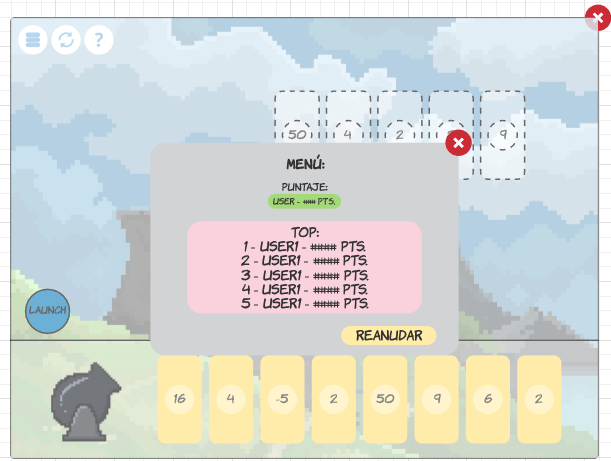 ?
50 4 2 9
MENÚ:
PUNTAJE:
USER - ### PTS.
TOP:
1 - USER1 - #### PTS.
2 - USER1 - #### PTS.
3 - USER1 - #### PTS.
4 - USER1 - #### PTS.
5 - USER1 - #### PTS.
LAUNCH
REANUDAR
16 4 -5 2 50 9 6 2